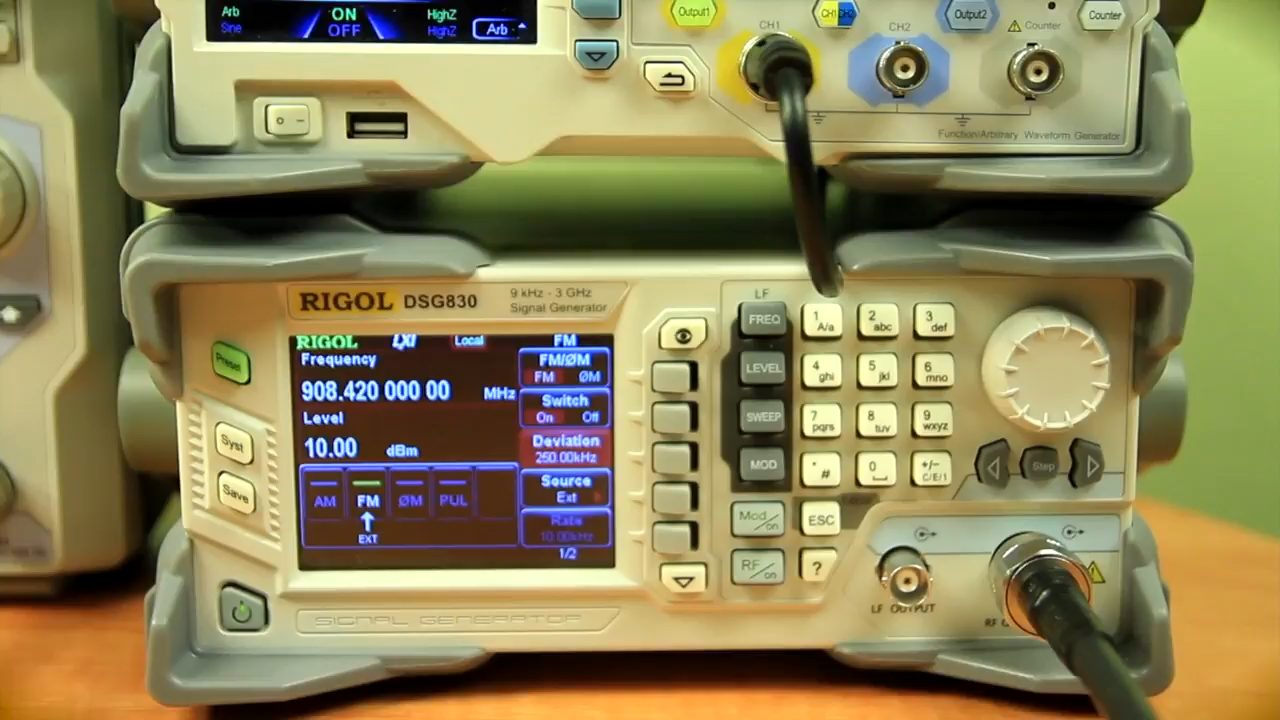 Arb ON HighZ
Sine OFF HighZ Arb
Output1 CH1 CH2 Output2 Counter
CH1 CH2 Counter
Function/Arbitrary Waveform Generator
RIGOL DSG830 9 kHz - 3 GHz
Signal Generator
RIGOL LXI Local FM
Frequency FM/ØM
FM ØM
908.420 000 00 MHz Switch
On Off
Level
10.00 dBm Deviation
250.00kHz
AM FM ØM PUL Source
Ext
EXT Rate
10.00kHz
1/2
Preset
Syst
Save
LF
FREQ 1 A/a 2 abc 3 def
LEVEL 4 ghi 5 jkl 6 mno
SWEEP 7 pqrs 8 tuv 9 wxyz
MOD * # 0 +/- C/E/1
Mod/on ESC
RF/on ?
Step
LF OUTPUT RF
SIGNAL GENERATOR